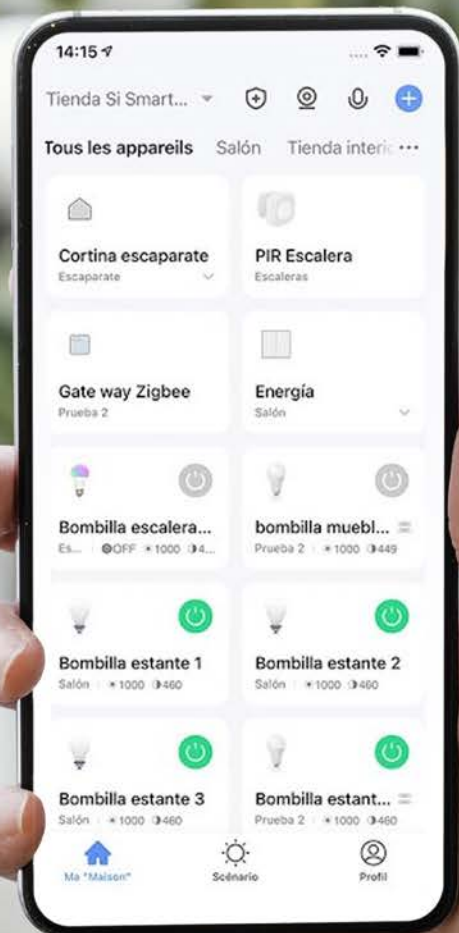 14:15
Tienda Si Smart...
Tous les appareils Salón Tienda interio ...
Cortina escaparate
Escaparate
PIR Escalera
Escaleras
Gate way Zigbee
Prueba 2
Energía
Salón
Bombilla escalera...
Es... OFF 1000 4...
bombilla muebl...
Prueba 2 1000 449
Bombilla estante 1
Salón 1000 460
Bombilla estante 2
Salón 1000 460
Bombilla estante 3
Salón 1000 460
Bombilla estant...
Prueba 2 1000 460
Ma "Maison"
Scénario
Profil